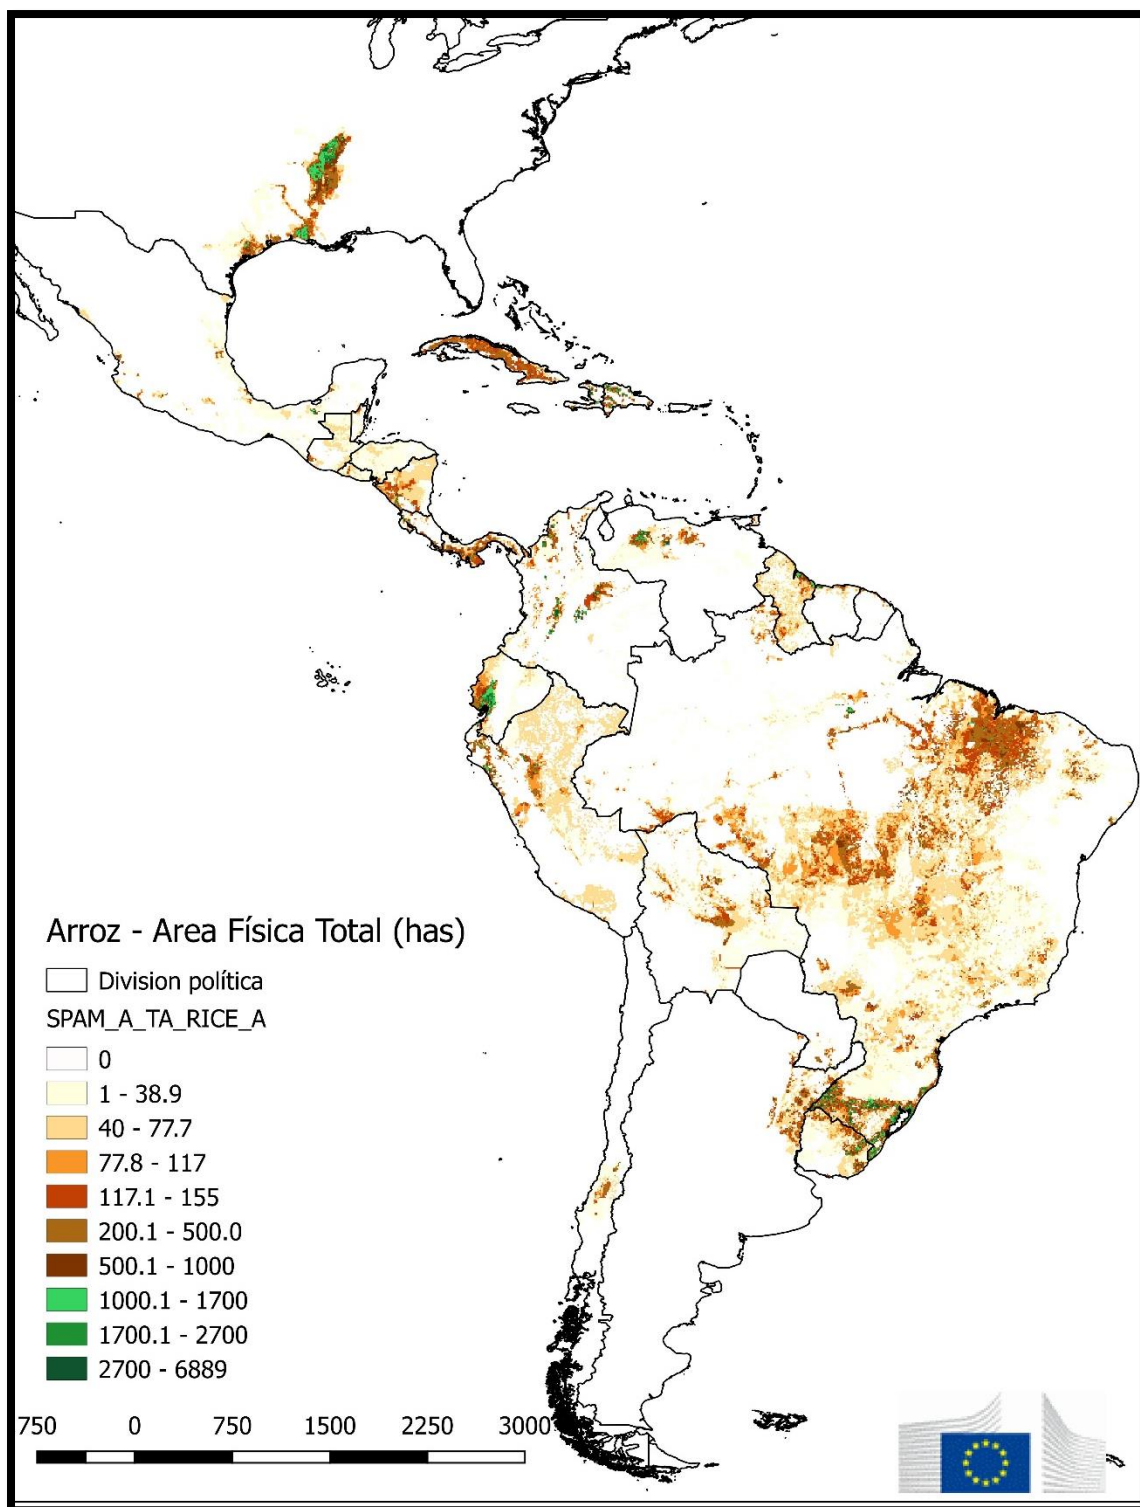 Arroz - Area Física Total (has)
Division política
SPAM_A_TA_RICE_A
0
1 - 38.9
40 - 77.7
77.8 - 117
117.1 - 155
200.1 - 500.0
500.1 - 1000
1000.1 - 1700
1700.1 - 2700
2700 - 6889
750 0 750 1500 2250 3000